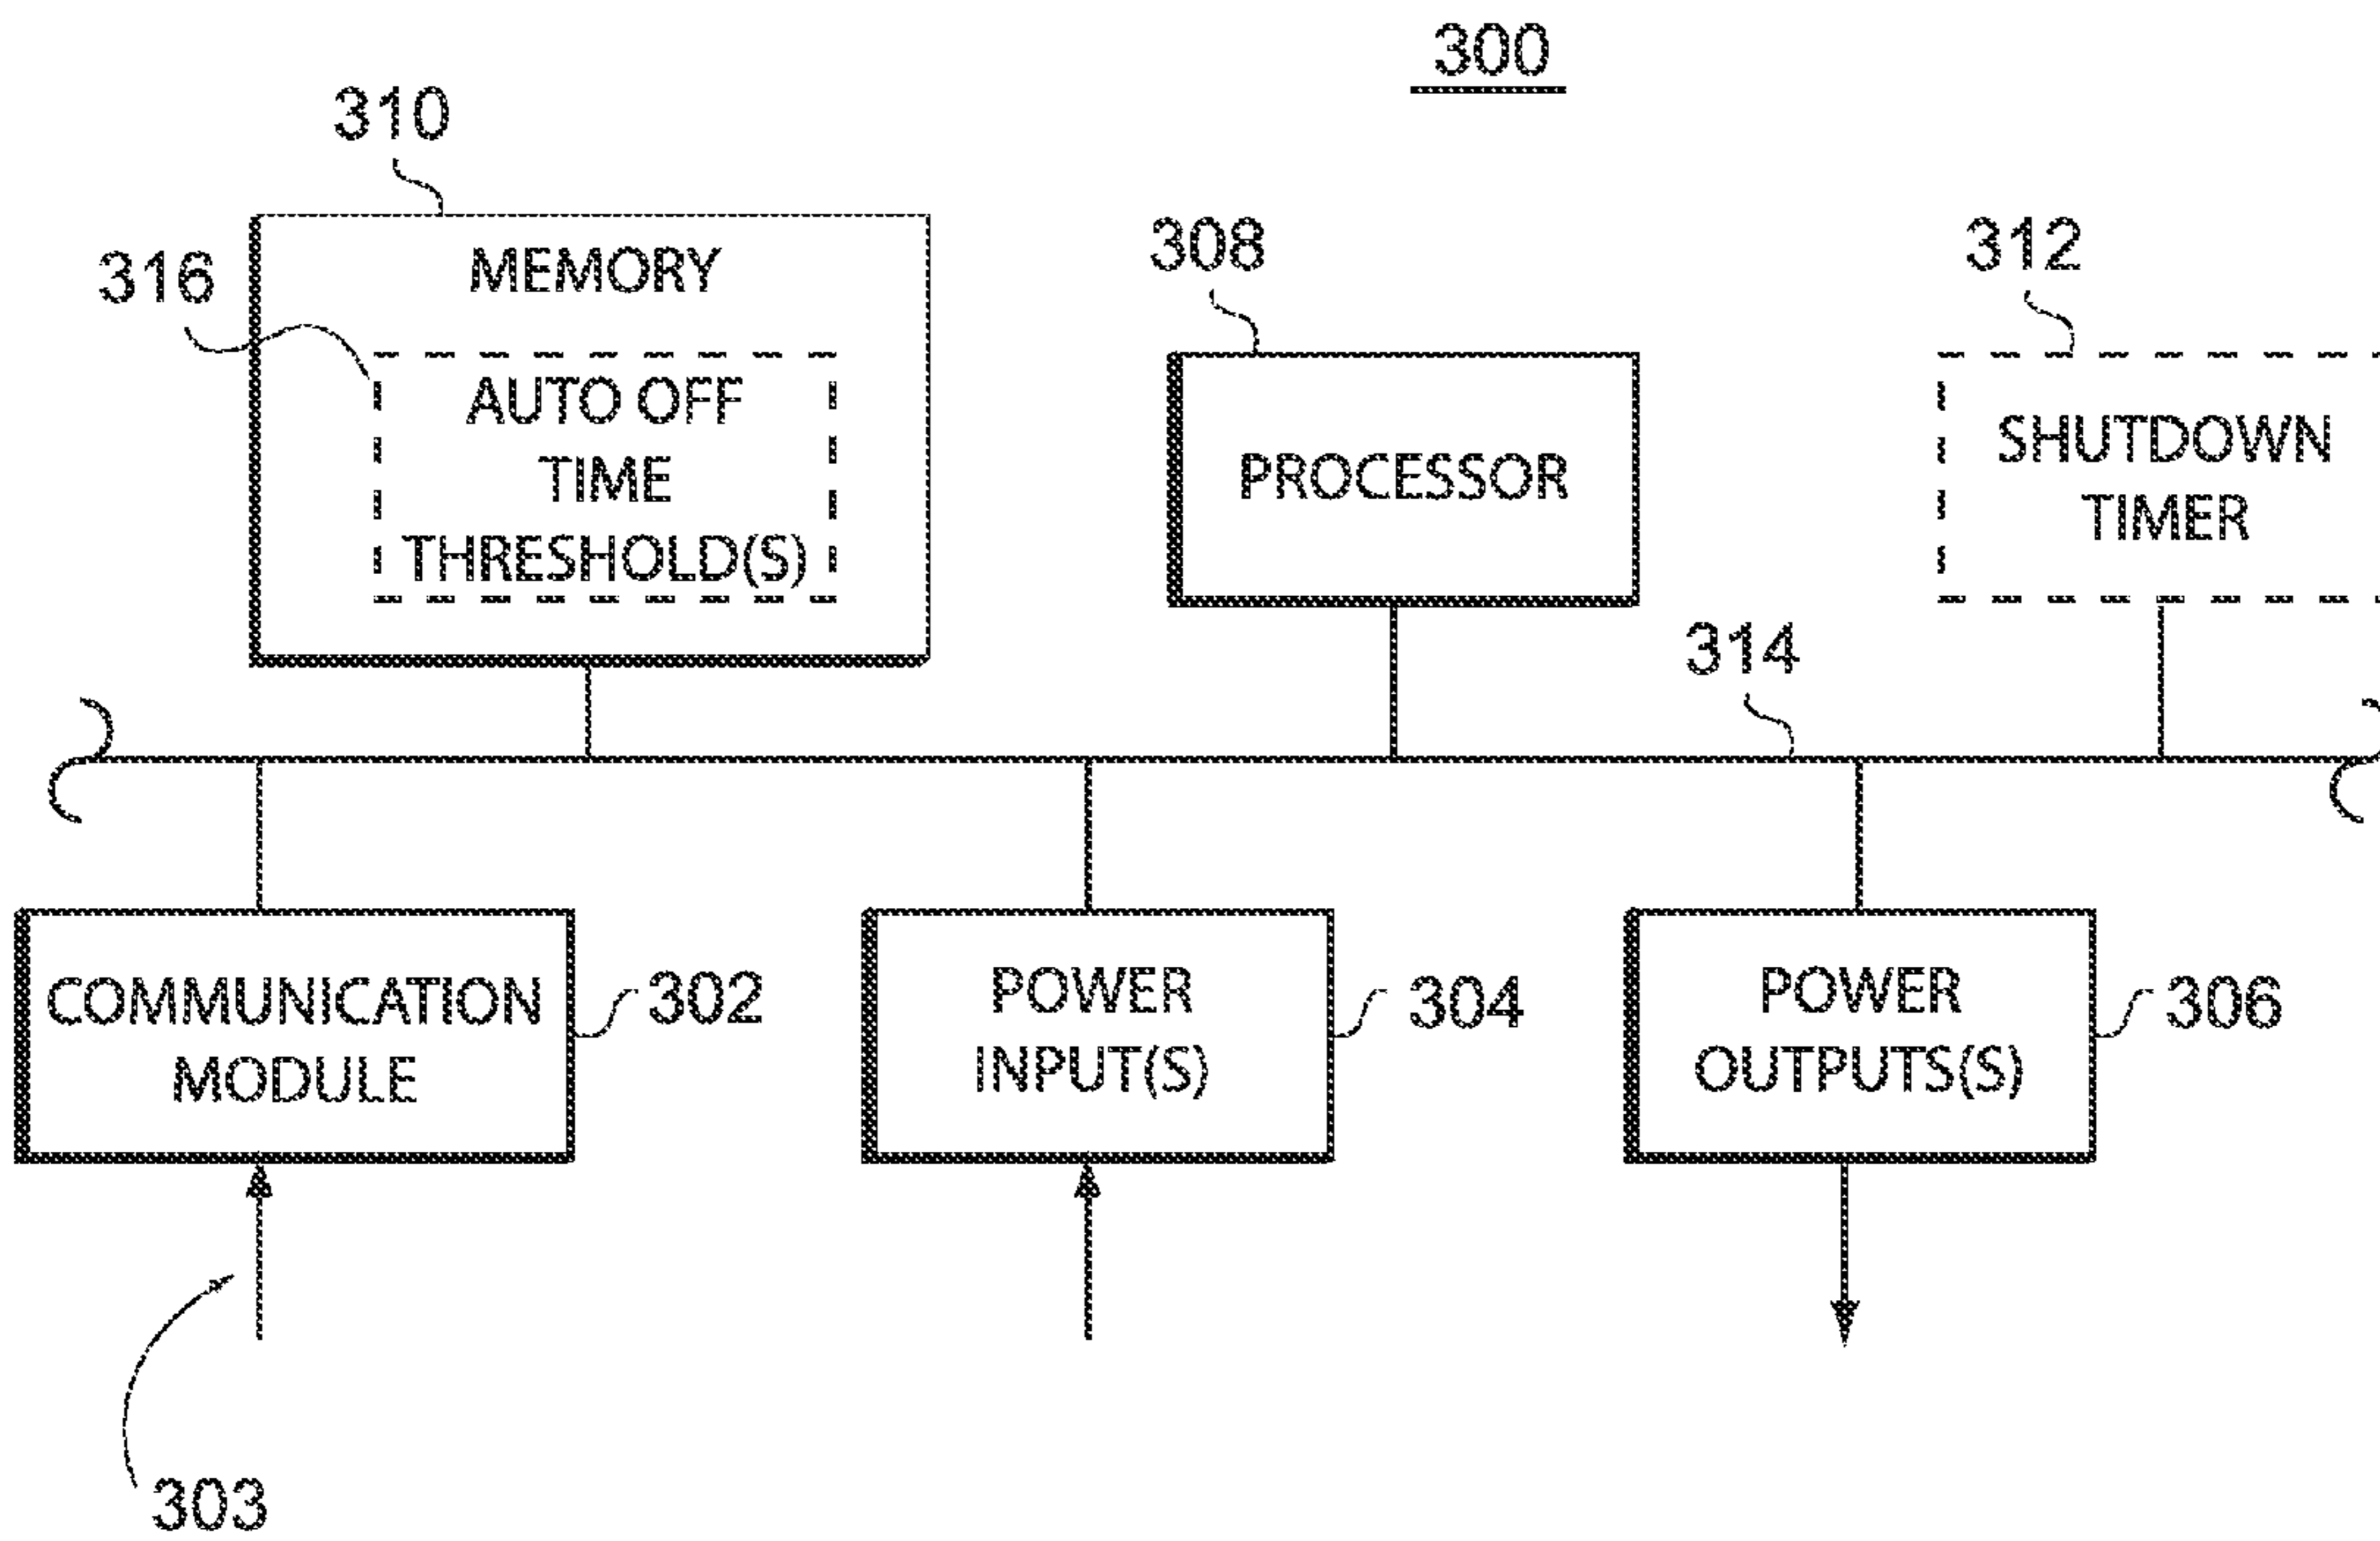 300
310
316
MEMORY
AUTO OFF
TIME
THRESHOLD(S)
308
PROCESSOR
312
SHUTDOWN
TIMER
314
COMMUNICATION
MODULE
302
POWER
INPUT(S)
304
POWER
OUTPUTS(S)
306
303